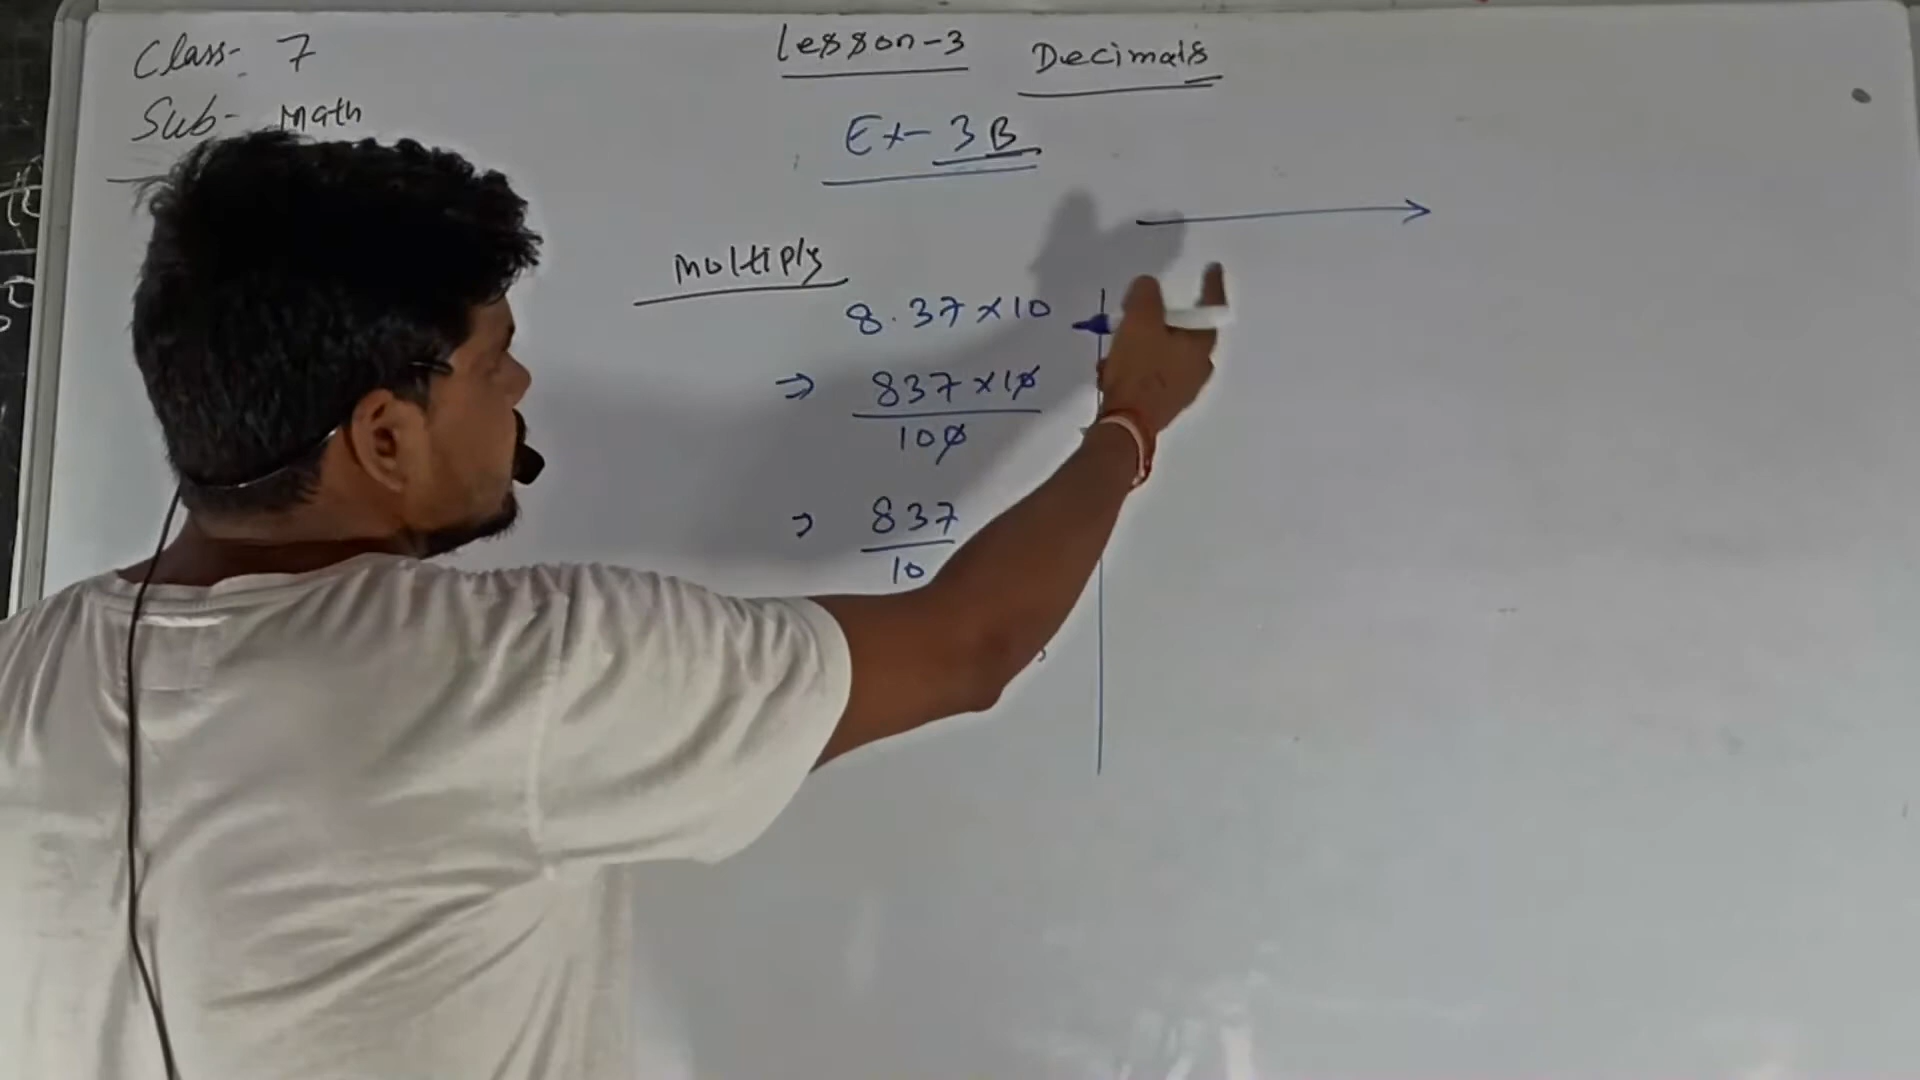 Class- 7
Sub- Math
Lesson-3 Decimals
Ex- 3B
Multiply
8.37×10
⇒ 837×10
100
⇒ 837
10